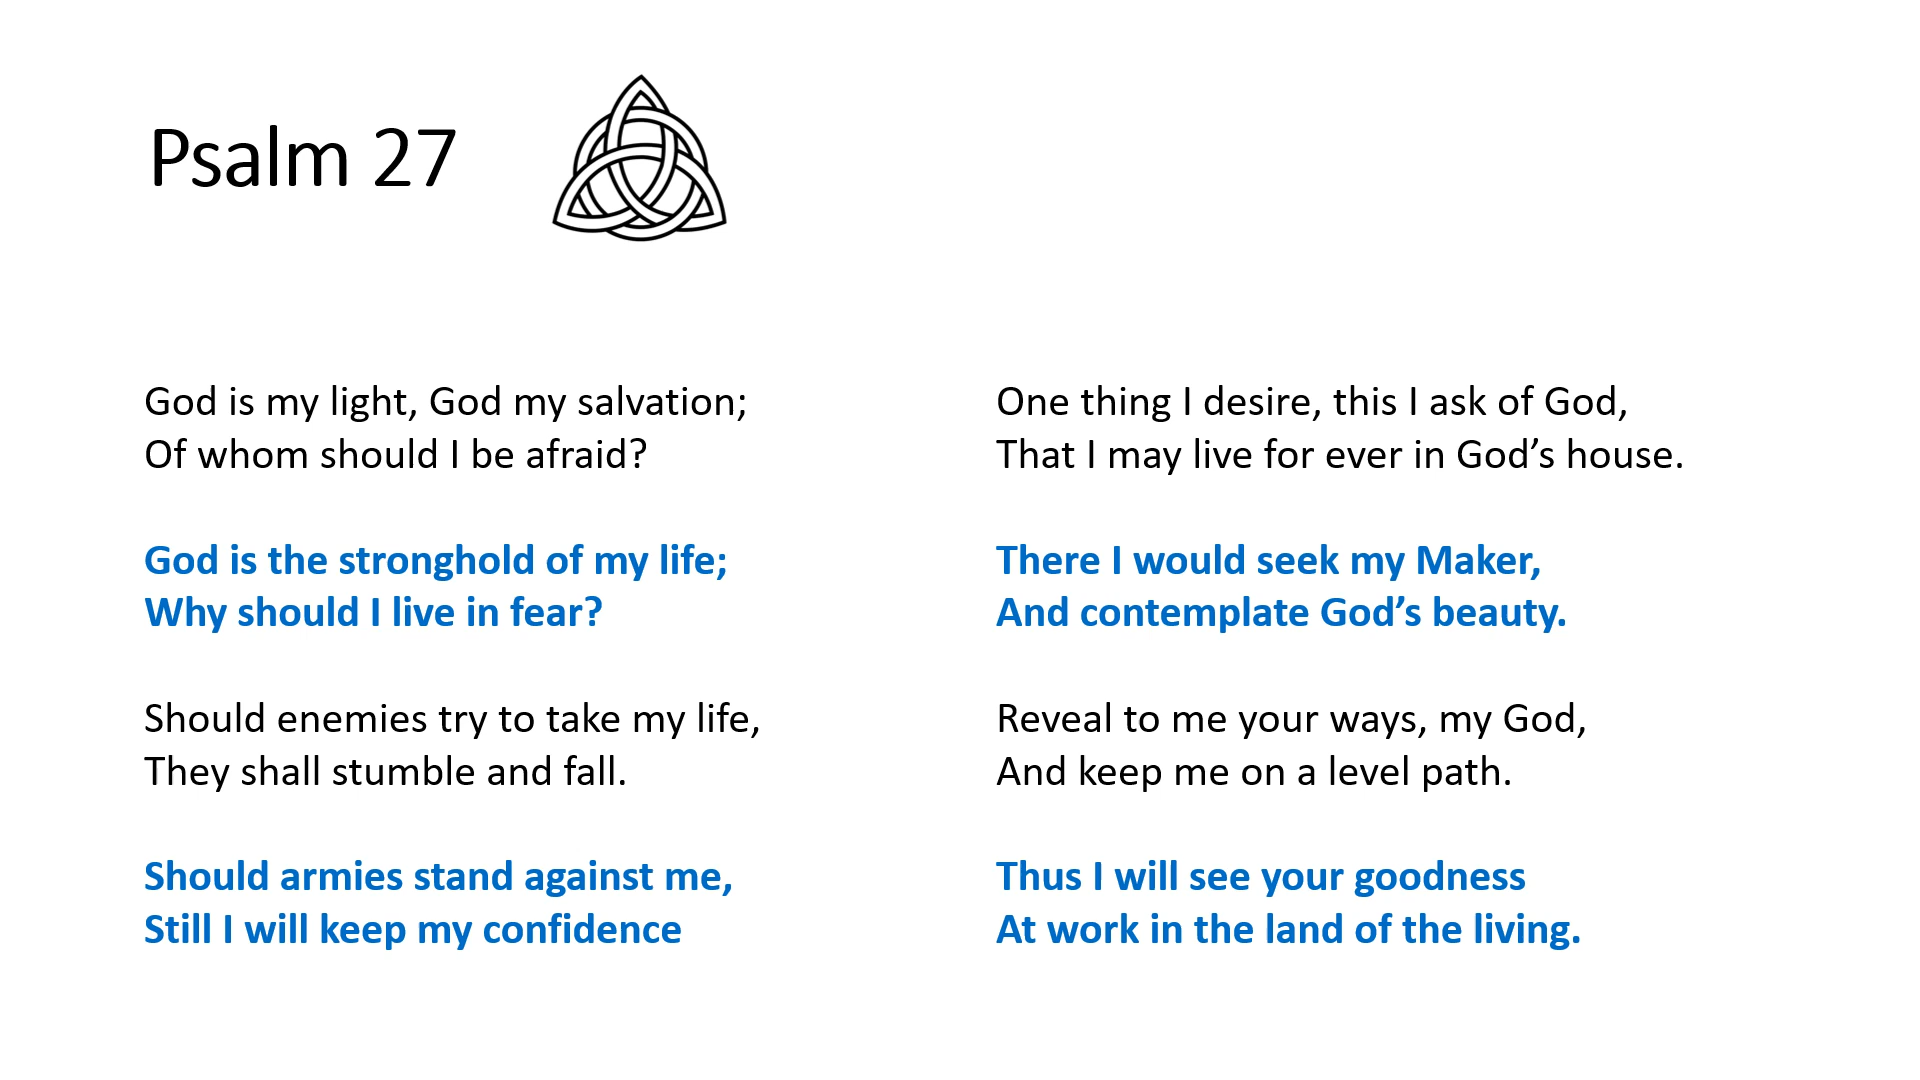 Psalm 27
God is my light, God my salvation;
Of whom should I be afraid?
God is the stronghold of my life;
Why should I live in fear?
Should enemies try to take my life,
They shall stumble and fall.
Should armies stand against me,
Still I will keep my confidence
One thing I desire, this I ask of God,
That I may live for ever in God’s house.
There I would seek my Maker,
And contemplate God’s beauty.
Reveal to me your ways, my God,
And keep me on a level path.
Thus I will see your goodness
At work in the land of the living.